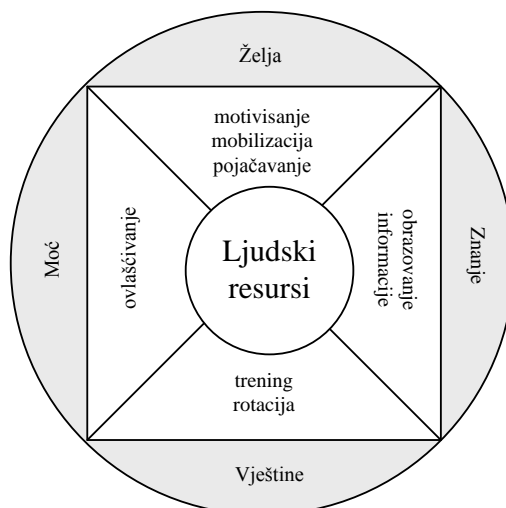 Želja
motivisanje
mobilizacija
pojačavanje
Moć
ovlašćivanje
Ljudski
resursi
obrazovanje
informacije
Znanje
trening
rotacija
Vještine